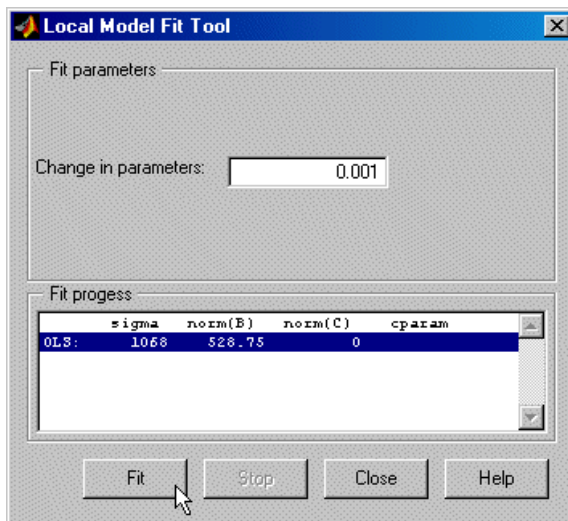 Local Model Fit Tool
Fit parameters
Change in parameters: 0.001
Fit progess
sigma norm(B) norm(C) cparam
OLS: 1068 528.75 0
Fit Stop Close Help